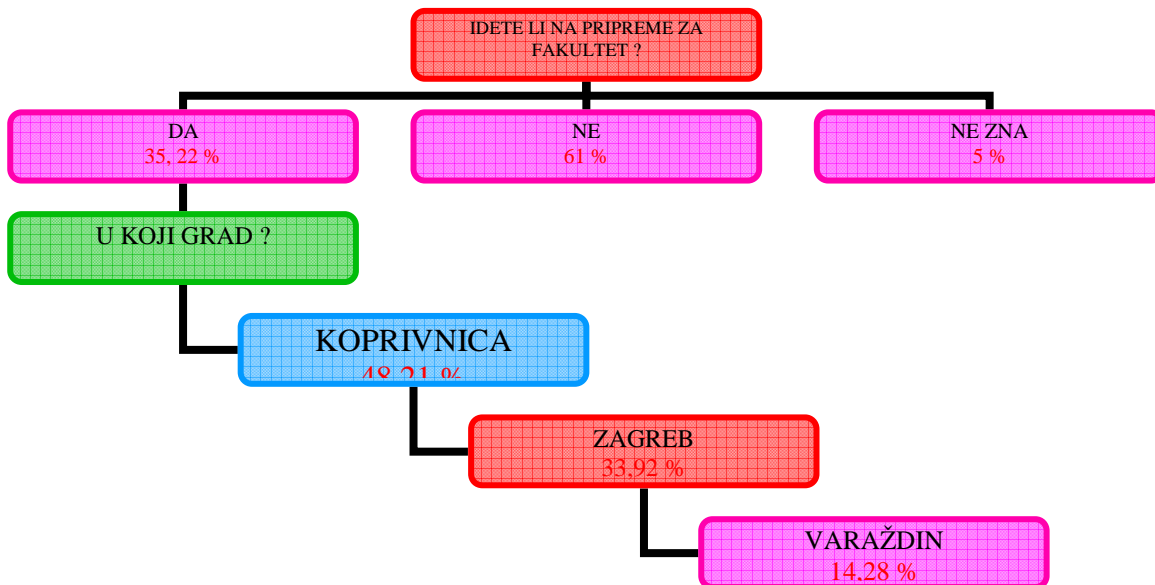 IDETE LI NA PRIPREME ZA
FAKULTET ?
DA
35, 22 %
NE
61 %
NE ZNA
5 %
U KOJI GRAD ?
KOPRIVNICA
48,21 %
ZAGREB
33,92 %
VARAŽDIN
14,28 %